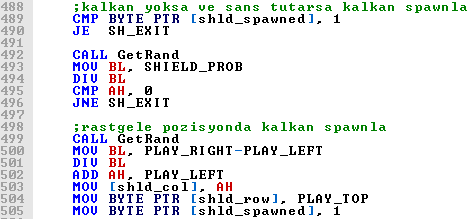 488 ;kalkan yoksa ve sans tutarsa kalkan spawnla
489 CMP BYTE PTR [shld_spawned], 1
490 JE SH_EXIT
491
492 CALL GetRand
493 MOV BL, SHIELD_PROB
494 DIV BL
495 CMP AH, 0
496 JNE SH_EXIT
497
498 ;rastgele pozisyonda kalkan spawnla
499 CALL GetRand
500 MOV BL, PLAY_RIGHT-PLAY_LEFT
501 DIV BL
502 ADD AH, PLAY_LEFT
503 MOV [shld_col], AH
504 MOV BYTE PTR [shld_row], PLAY_TOP
505 MOV BYTE PTR [shld_spawned], 1